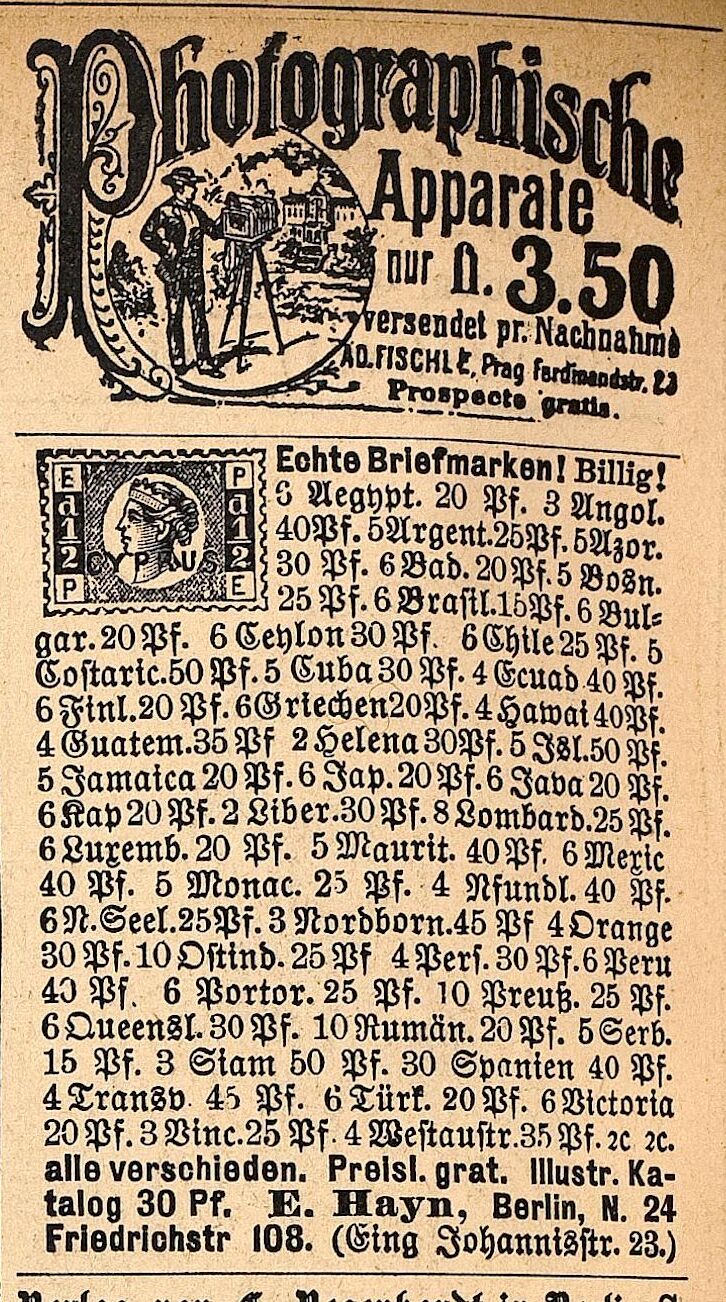 Photographische
Apparate
nur fl. 3.50
versendet pr. Nachnahme
AD. FISCHL, Prag Ferdinandstr. 23
Prospecte gratis.
Echte Briefmarken! Billig!
6 Aegypt. 20 Pf. 3 Angol.
40 Pf. 5 Argent. 25 Pf. 5 Azor.
30 Pf. 6 Bad. 20 Pf. 5 Bosn.
25 Pf. 6 Brasil. 15 Pf. 6 Bul-
CYPRUS
gar. 20 Pf. 6 Ceylon 30 Pf. 6 Chile 25 Pf. 5
Costaric. 50 Pf. 5 Cuba 30 Pf. 4 Ecuad. 40 Pf.
6 Finl. 20 Pf. 6 Griechen 20 Pf. 4 Hawai 40 Pf.
4 Guatem. 35 Pf 2 Helena 30 Pf. 5 Isl. 50 Pf.
5 Jamaica 20 Pf. 6 Jap. 20 Pf. 6 Java 20 Pf.
6 Kap 20 Pf. 2 Liber. 30 Pf. 8 Lombard. 25 Pf.
6 Luxemb. 20 Pf. 5 Maurit. 40 Pf. 6 Mexic
40 Pf. 5 Monac. 25 Pf. 4 Nfundl. 40 Pf.
6 N. Seel. 25 Pf. 3 Nordborn. 45 Pf 4 Orange
30 Pf. 10 Ostind. 25 Pf 4 Pers. 30 Pf. 6 Peru
40 Pf. 6 Portor. 25 Pf. 10 Preuß. 25 Pf.
6 Queensl. 30 Pf. 10 Rumän. 20 Pf. 5 Serb.
15 Pf. 3 Siam 50 Pf. 30 Spanien 40 Pf.
4 Transv. 45 Pf. 6 Türk. 20 Pf. 6 Victoria
20 Pf. 3 Vinc. 25 Pf. 4 Westaustr. 35 Pf. ꝛc ꝛc.
alle verschieden. Preisl. grat. Illustr. Ka-
talog 30 Pf. E. Hayn, Berlin, N. 24
Friedrichstr 108. (Eing Johannisstr. 23.)